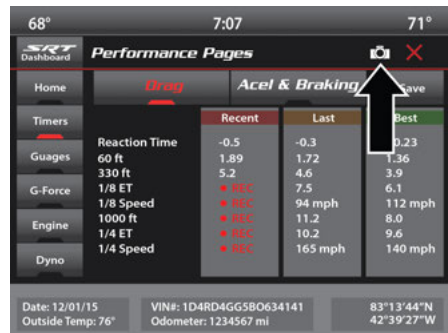 68° 7:07 71°
SRT Performance Pages
Dashboard
Home Drag Acel & Braking Save
Timers Recent Last Best
Reaction Time -0.5 -0.3 0.23
Guages 60 ft 1.89 1.72 1.36
330 ft 5.2 4.6 3.9
G-Force 1/8 ET REC 7.5 6.1
1/8 Speed REC 94 mph 112 mph
Engine 1000 ft REC 11.2 8.0
1/4 ET REC 10.2 9.6
Dyno 1/4 Speed REC 165 mph 140 mph
Date: 12/01/15 VIN#: 1D4RD4GG5BO634141 83°13'44"N
Outside Temp: 76° Odometer: 1234567 mi 42°39'27"W